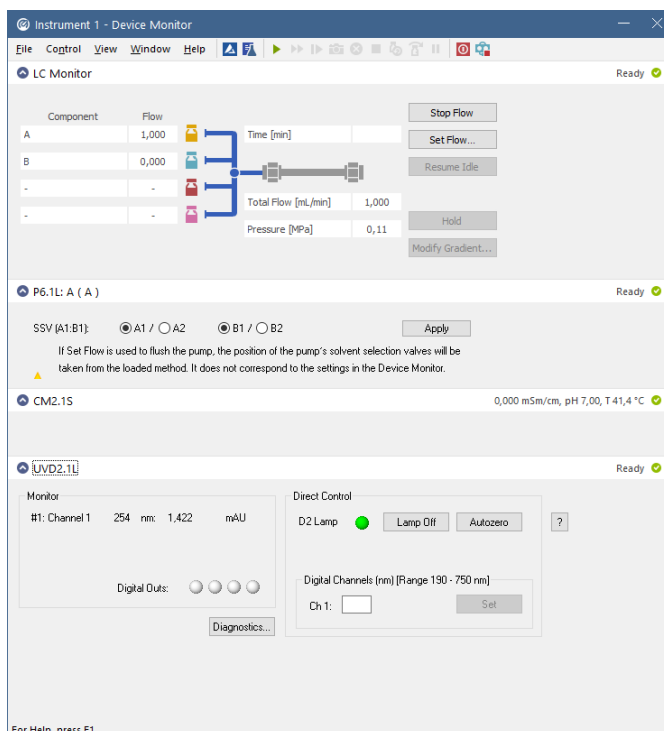 Instrument 1 - Device Monitor
File Control View Window Help
LC Monitor Ready
Component Flow
A 1,000 Time [min] Stop Flow
Set Flow...
B 0,000 Resume Idle
- -
Total Flow [mL/min] 1,000
- - Hold
Pressure [MPa] 0,11
Modify Gradient...
P6.1L: A ( A ) Ready
SSV (A1:B1): A1 / A2 B1 / B2 Apply
If Set Flow is used to flush the pump, the position of the pump's solvent selection valves will be
taken from the loaded method. It does not correspond to the settings in the Device Monitor.
CM2.1S 0,000 mSm/cm, pH 7,00, T 41,4 °C
UVD2.1L Ready
Monitor Direct Control
#1: Channel 1 254 nm: 1,422 mAU D2 Lamp Lamp Off Autozero ?
Digital Outs: Digital Channels (nm) [Range 190 - 750 nm]
Ch 1: Set
Diagnostics...
For Help, press F1